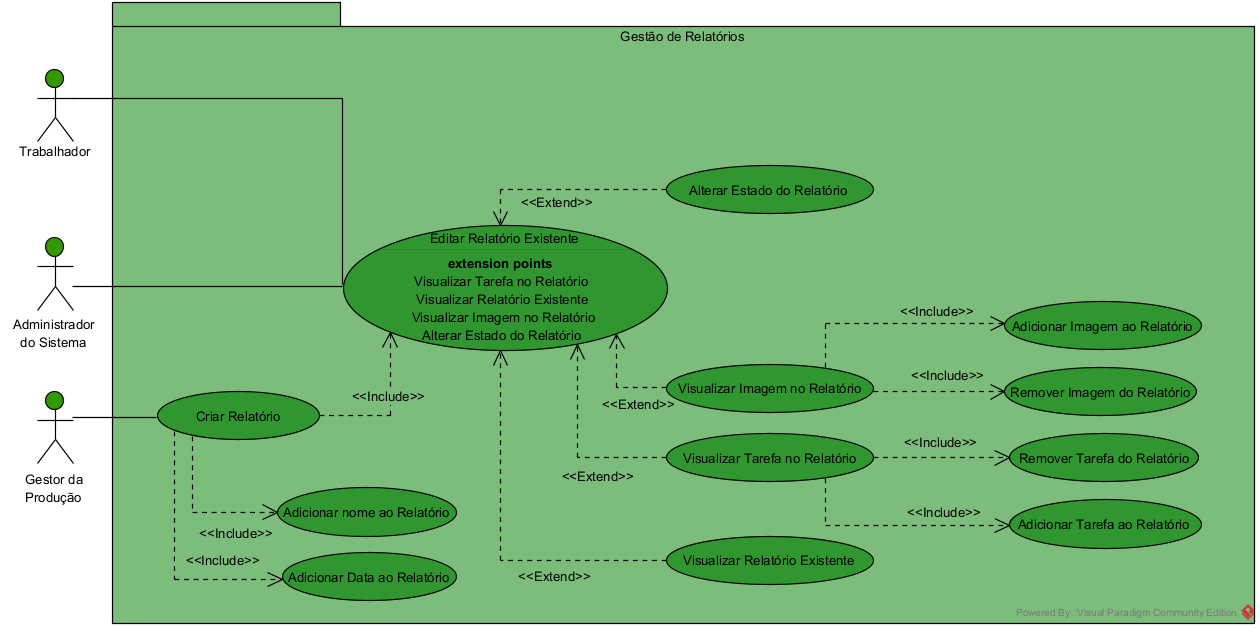 Gestão de Relatórios
Trabalhador
Alterar Estado do Relatório
<<Extend>>
Editar Relatório Existente
extension points
Visualizar Tarefa no Relatório
Visualizar Relatório Existente
Visualizar Imagem no Relatório
Alterar Estado do Relatório
Administrador
do Sistema
<<Include>>
Adicionar Imagem ao Relatório
<<Include>>
Visualizar Imagem no Relatório
Remover Imagem do Relatório
<<Include>>
<<Extend>>
Criar Relatório
Gestor da
Produção
<<Include>>
Visualizar Tarefa no Relatório
Remover Tarefa do Relatório
<<Extend>>
Adicionar nome ao Relatório
<<Include>>
<<Include>>
Adicionar Tarefa ao Relatório
<<Include>>
Visualizar Relatório Existente
<<Extend>>
Adicionar Data ao Relatório
Powered By: Visual Paradigm Community Edition